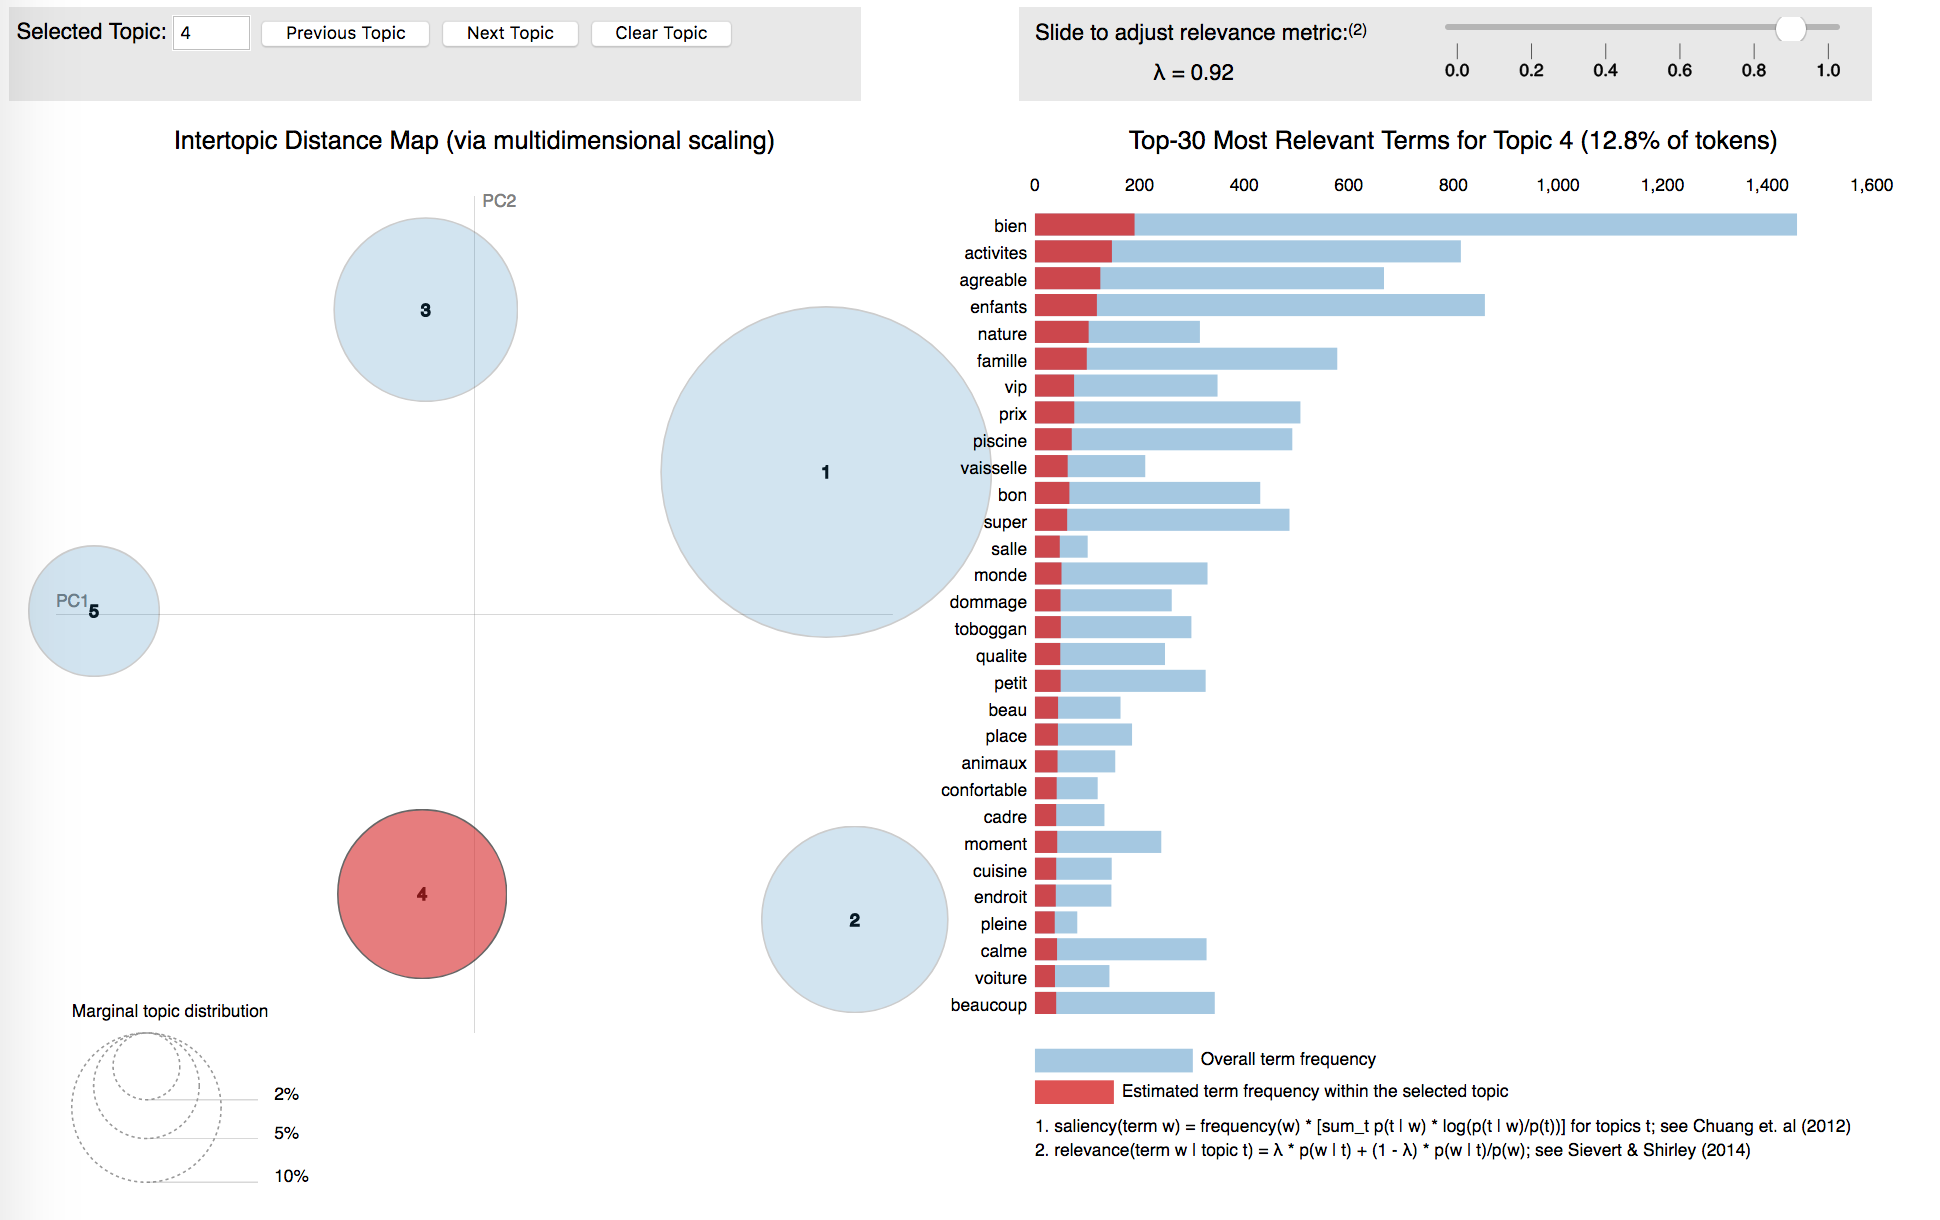 Selected Topic: 4 Previous Topic Next Topic Clear Topic
Slide to adjust relevance metric:(2)
λ = 0.92
0.0 0.2 0.4 0.6 0.8 1.0
Intertopic Distance Map (via multidimensional scaling)
PC2
3
1
PC1
5
4
2
Marginal topic distribution
2%
5%
10%
Top-30 Most Relevant Terms for Topic 4 (12.8% of tokens)
0 200 400 600 800 1,000 1,200 1,400 1,600
bien
activites
agreable
enfants
nature
famille
vip
prix
piscine
vaisselle
bon
super
salle
monde
dommage
toboggan
qualite
petit
beau
place
animaux
confortable
cadre
moment
cuisine
endroit
pleine
calme
voiture
beaucoup
Overall term frequency
Estimated term frequency within the selected topic
1. saliency(term w) = frequency(w) * [sum_t p(t | w) * log(p(t | w)/p(t))] for topics t; see Chuang et. al (2012)
2. relevance(term w | topic t) = λ * p(w | t) + (1 - λ) * p(w | t)/p(w); see Sievert & Shirley (2014)